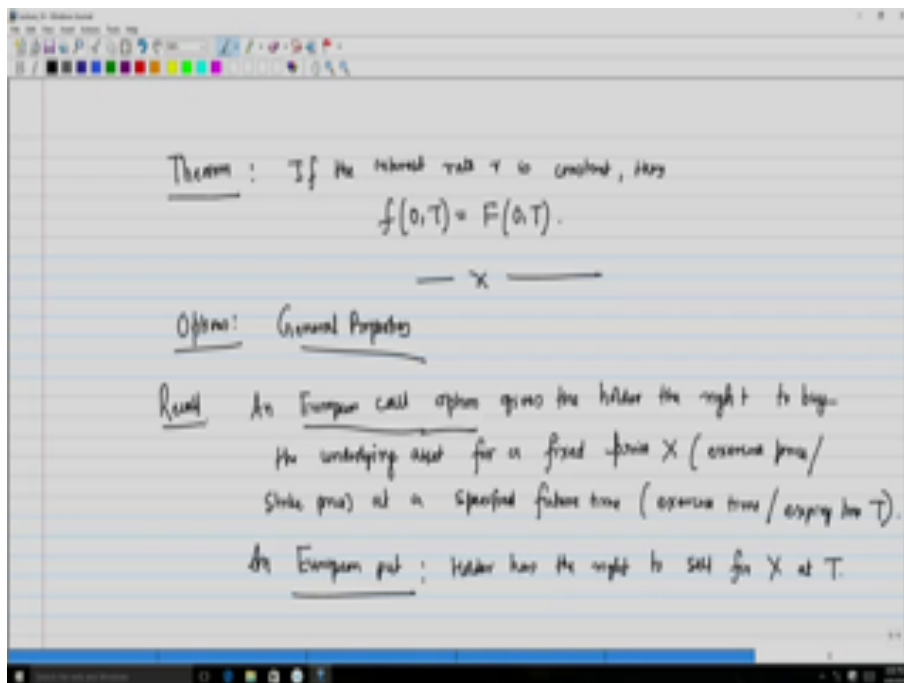 Theorem : If the interest rate r is constant, then
f(0,T) = F(0,T).
— X —
Options: General Properties
Recall An European call option gives the holder the right to buy
the underlying asset for a fixed price X (exercise price/
strike price) at a specified future time (exercise time/expiry time T).
An European put : Holder has the right to sell for X at T.